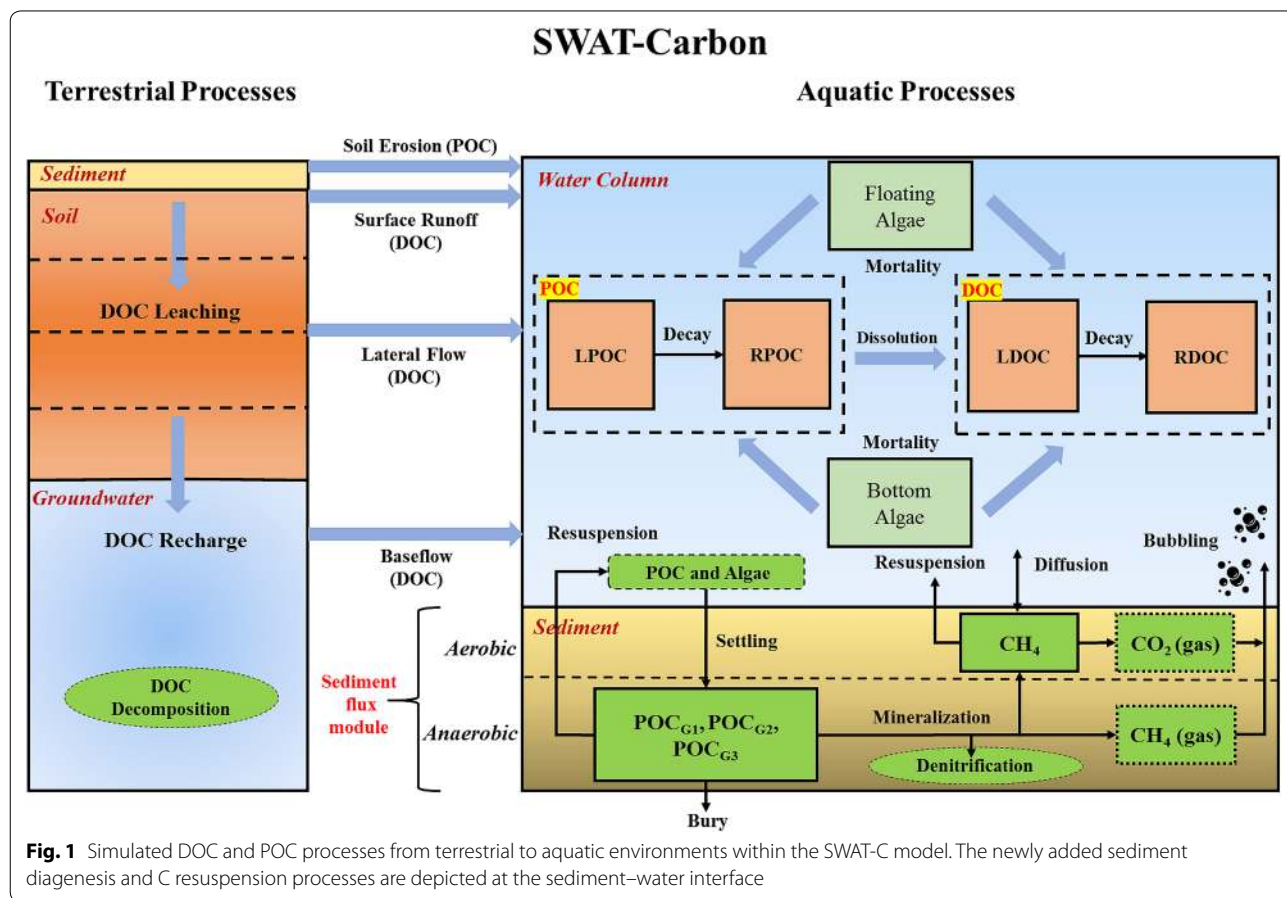 SWAT-Carbon
Terrestrial Processes
Aquatic Processes
Sediment
Soil
DOC Leaching
Groundwater
DOC Recharge
DOC
Decomposition
Soil Erosion (POC)
Surface Runoff
(DOC)
Lateral Flow
(DOC)
Baseflow
(DOC)
Sediment
flux
module
Aerobic
Anaerobic
Water Column
Floating
Algae
Mortality
POC
LPOC
Decay
RPOC
Dissolution
DOC
LDOC
Decay
RDOC
Mortality
Bottom
Algae
Resuspension
POC and Algae
Resuspension
Diffusion
Bubbling
Sediment
Settling
CH4
CO2 (gas)
POCG1, POCG2,
POCG3
Mineralization
CH4 (gas)
Denitrification
Bury
Fig. 1 Simulated DOC and POC processes from terrestrial to aquatic environments within the SWAT-C model. The newly added sediment
diagenesis and C resuspension processes are depicted at the sediment–water interface